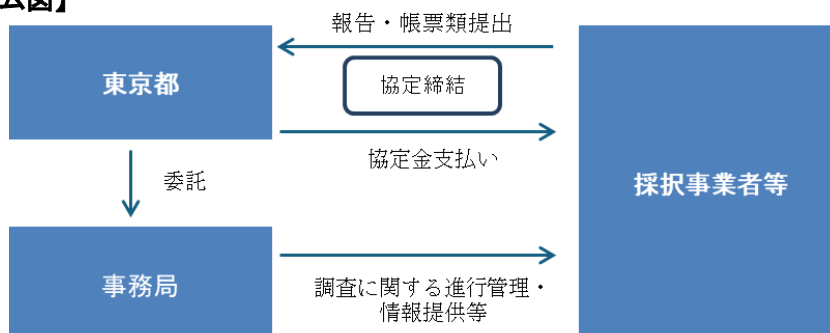 ム図】
報告・帳票類提出
東京都
協定締結
協定金支払い
委託
採択事業者等
事務局
調査に関する進行管理・
情報提供等